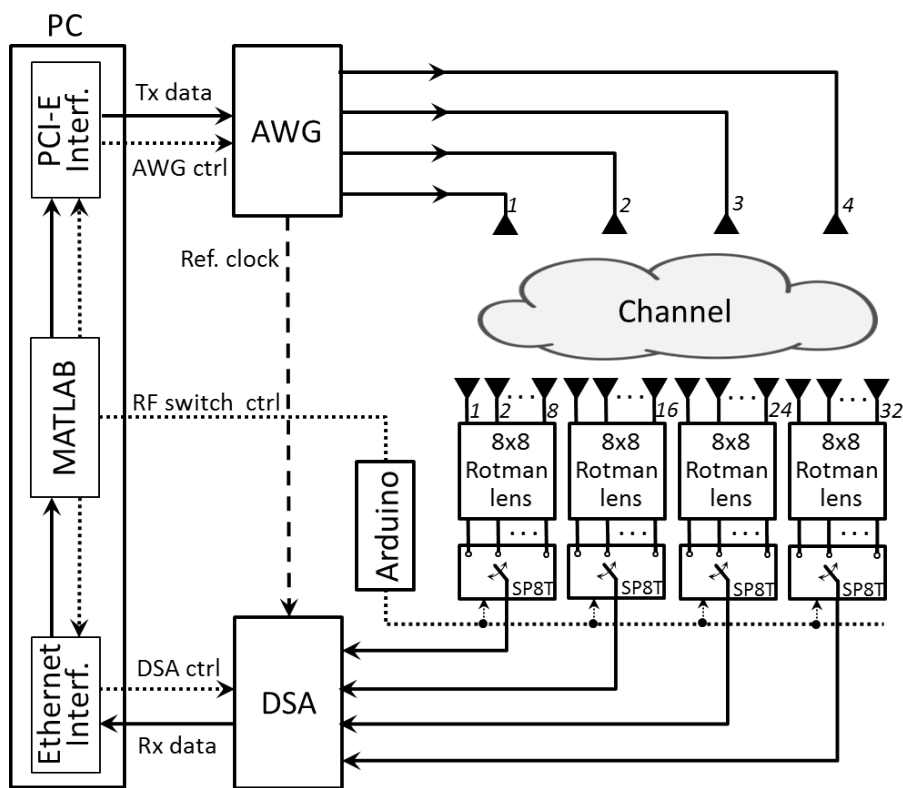 PC
PCI-E
Interf.
Tx data
AWG ctrl
AWG
1
2
3
4
Ref. clock
Channel
MATLAB
RF switch ctrl
1
2
...
8
...
16
...
24
...
32
8x8
Rotman
lens
8x8
Rotman
lens
8x8
Rotman
lens
8x8
Rotman
lens
...
...
...
...
Arduino
SP8T
SP8T
SP8T
SP8T
Ethernet
Interf.
DSA ctrl
Rx data
DSA